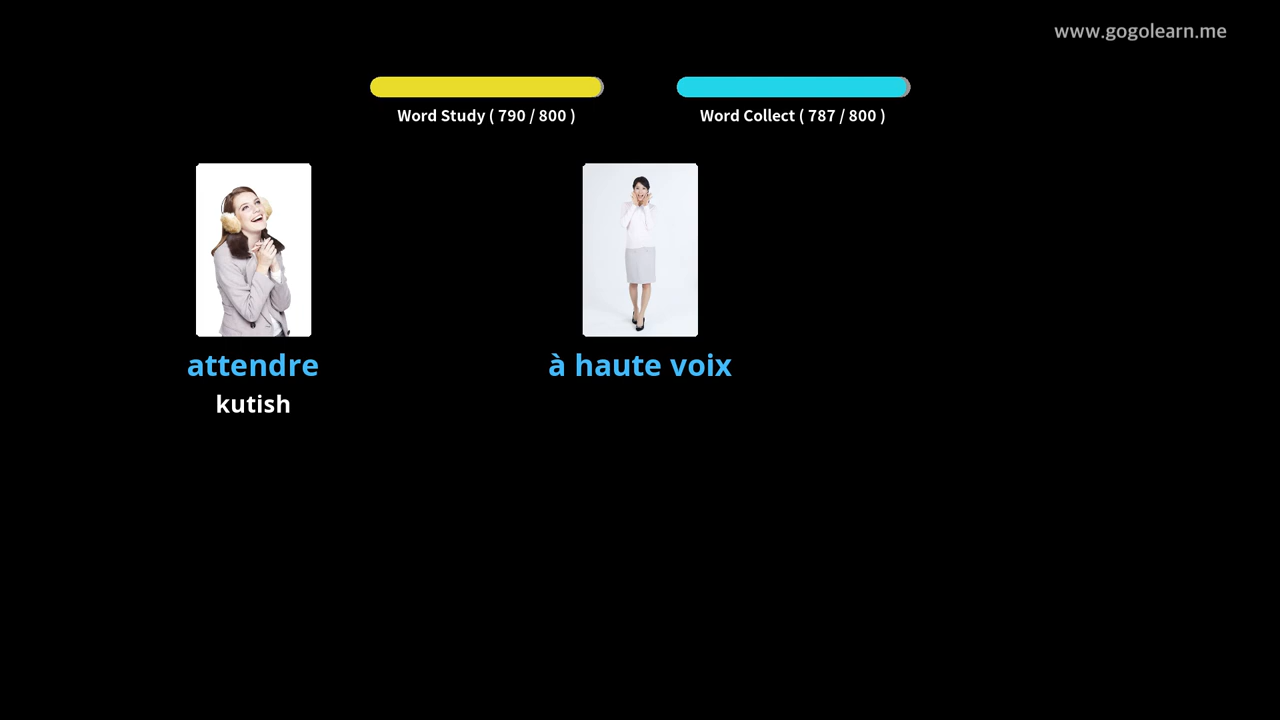 www.gogolearn.me
Word Study ( 790 / 800 )
Word Collect ( 787 / 800 )
attendre
à haute voix
kutish